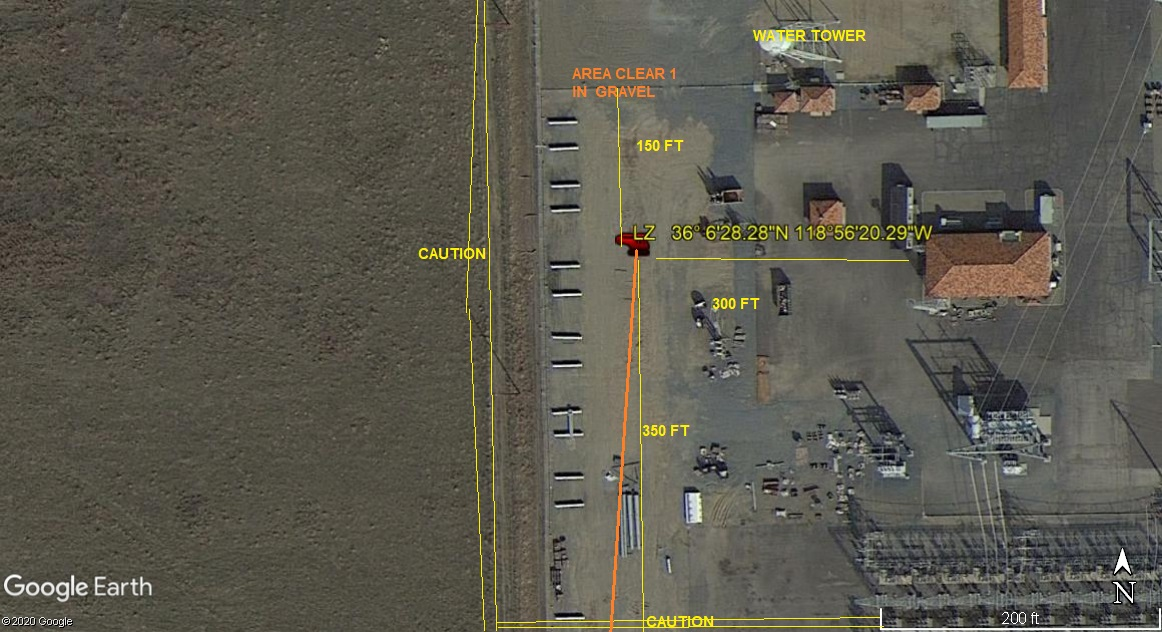 WATER TOWER
AREA CLEAR 1
IN GRAVEL
150 FT
LZ 36° 6'28.28"N 118°56'20.29"W
CAUTION
300 FT
350 FT
Google Earth
N
©2020 Google
CAUTION
200 ft